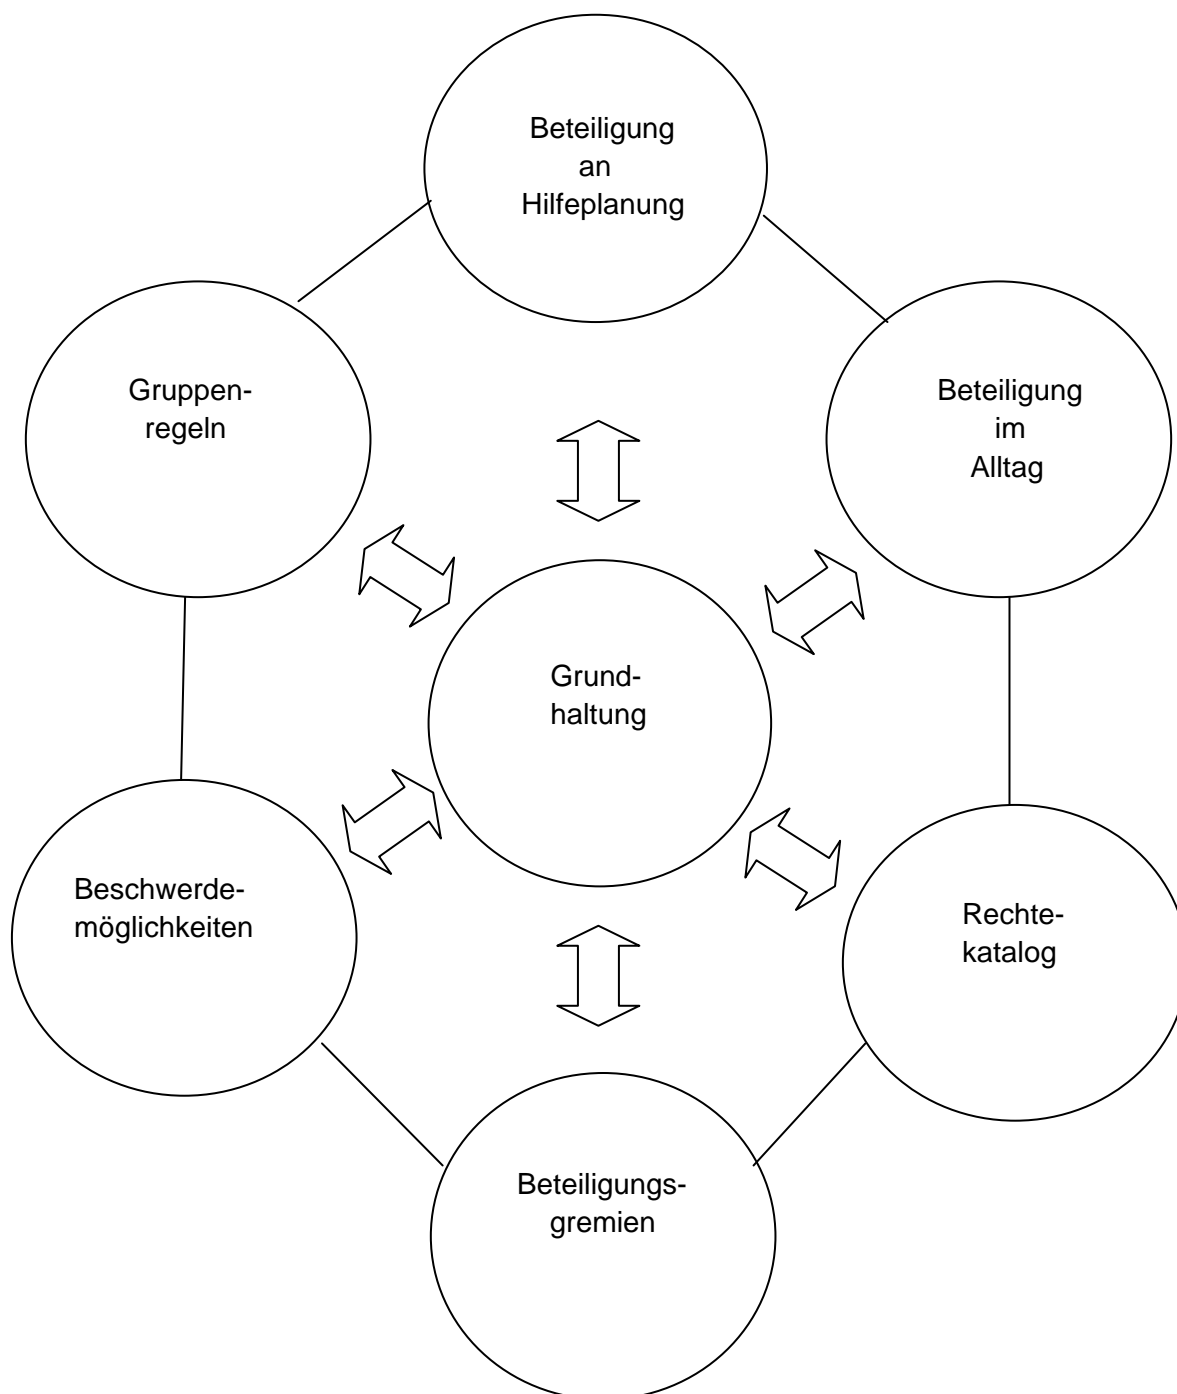 Beteiligung
an
Hilfeplanung
Gruppen-
regeln
Beteiligung
im
Alltag
Grund-
haltung
Beschwerde-
möglichkeiten
Rechte-
katalog
Beteiligungs-
gremien